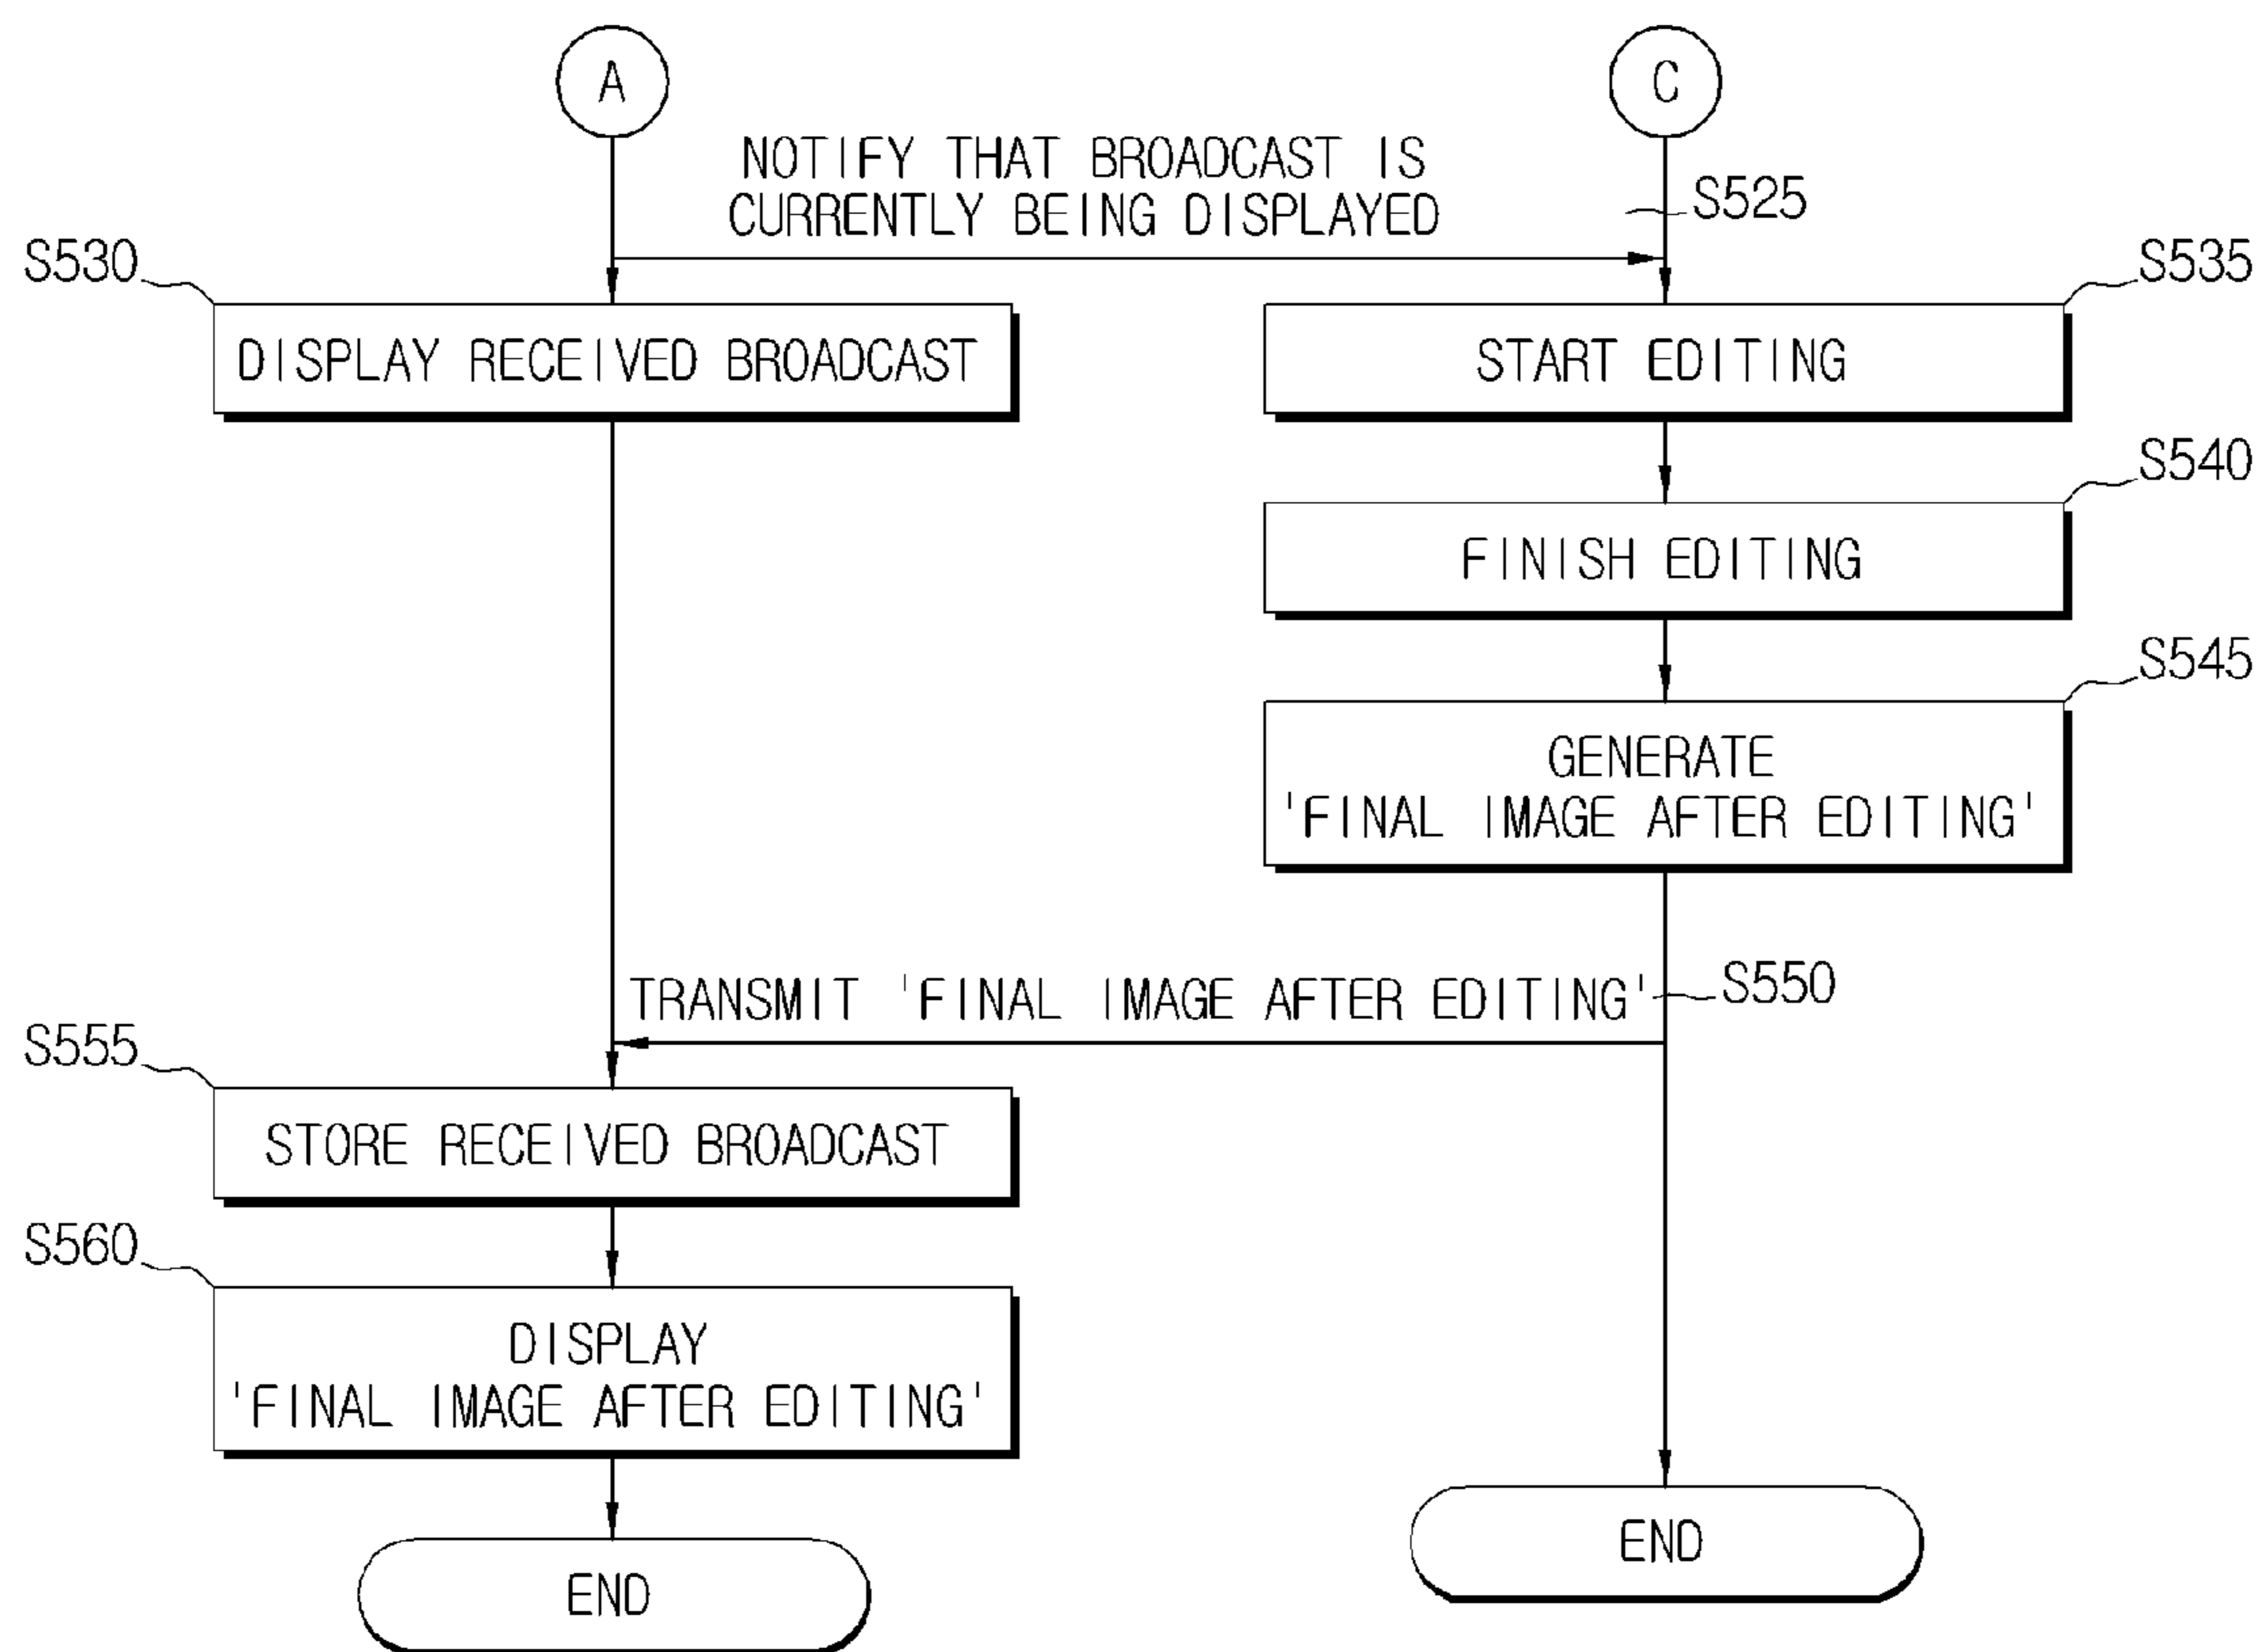 A
C
NOTIFY THAT BROADCAST IS
CURRENTLY BEING DISPLAYED
S525
S530
S535
DISPLAY RECEIVED BROADCAST
START EDITING
S540
FINISH EDITING
S545
GENERATE
'FINAL IMAGE AFTER EDITING'
TRANSMIT 'FINAL IMAGE AFTER EDITING'
S550
S555
STORE RECEIVED BROADCAST
S560
DISPLAY
'FINAL IMAGE AFTER EDITING'
END
END